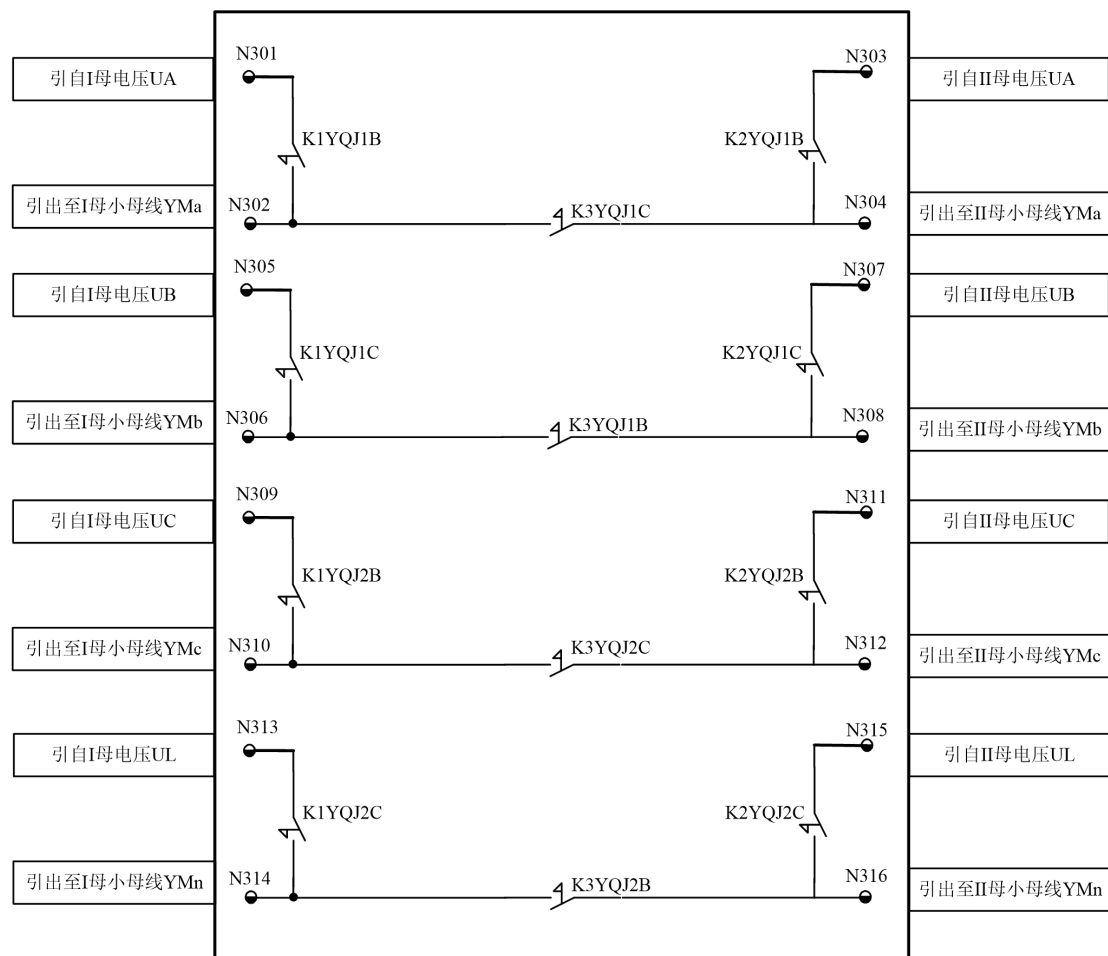 N301
N303
引自I母电压UA
引自II母电压UA
K1YQJ1B
K2YQJ1B
引出至I母小母线YMa
N302
K3YQJ1C
N304
引出至II母小母线YMa
N305
N307
引自I母电压UB
引自II母电压UB
K1YQJ1C
K2YQJ1C
引出至I母小母线YMb
N306
K3YQJ1B
N308
引出至II母小母线YMb
N309
N311
引自I母电压UC
引自II母电压UC
K1YQJ2B
K2YQJ2B
引出至I母小母线YMc
N310
K3YQJ2C
N312
引出至II母小母线YMc
N313
N315
引自I母电压UL
引自II母电压UL
K1YQJ2C
K2YQJ2C
引出至I母小母线YMn
N314
K3YQJ2B
N316
引出至II母小母线YMn